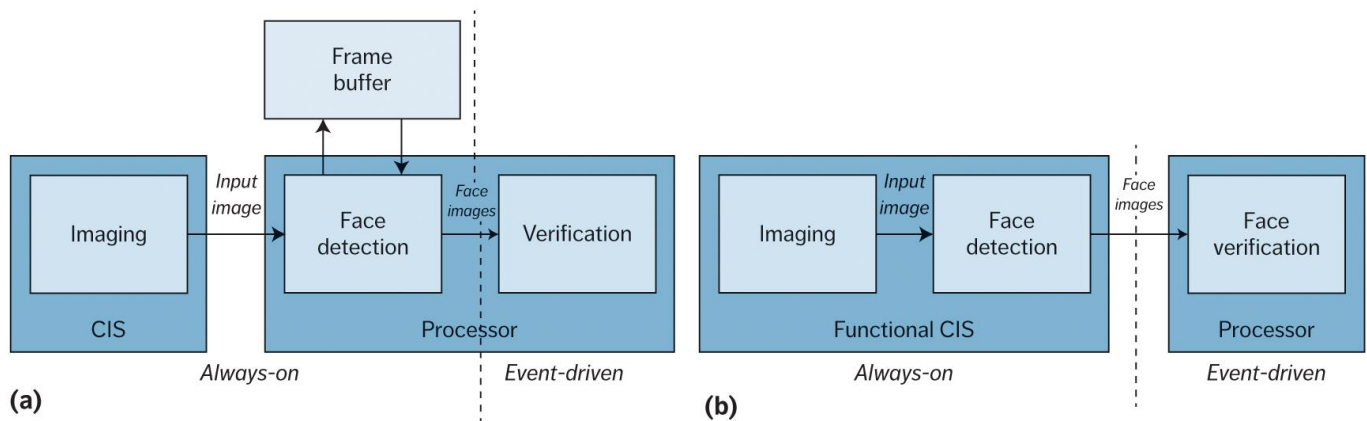 Frame
buffer
Input
image
Imaging
Face
detection
Face
images
Verification
CIS
Processor
Always-on
Event-driven
(a)
Imaging
Input
image
Face
detection
Face
images
Face
verification
Functional CIS
Processor
Always-on
Event-driven
(b)